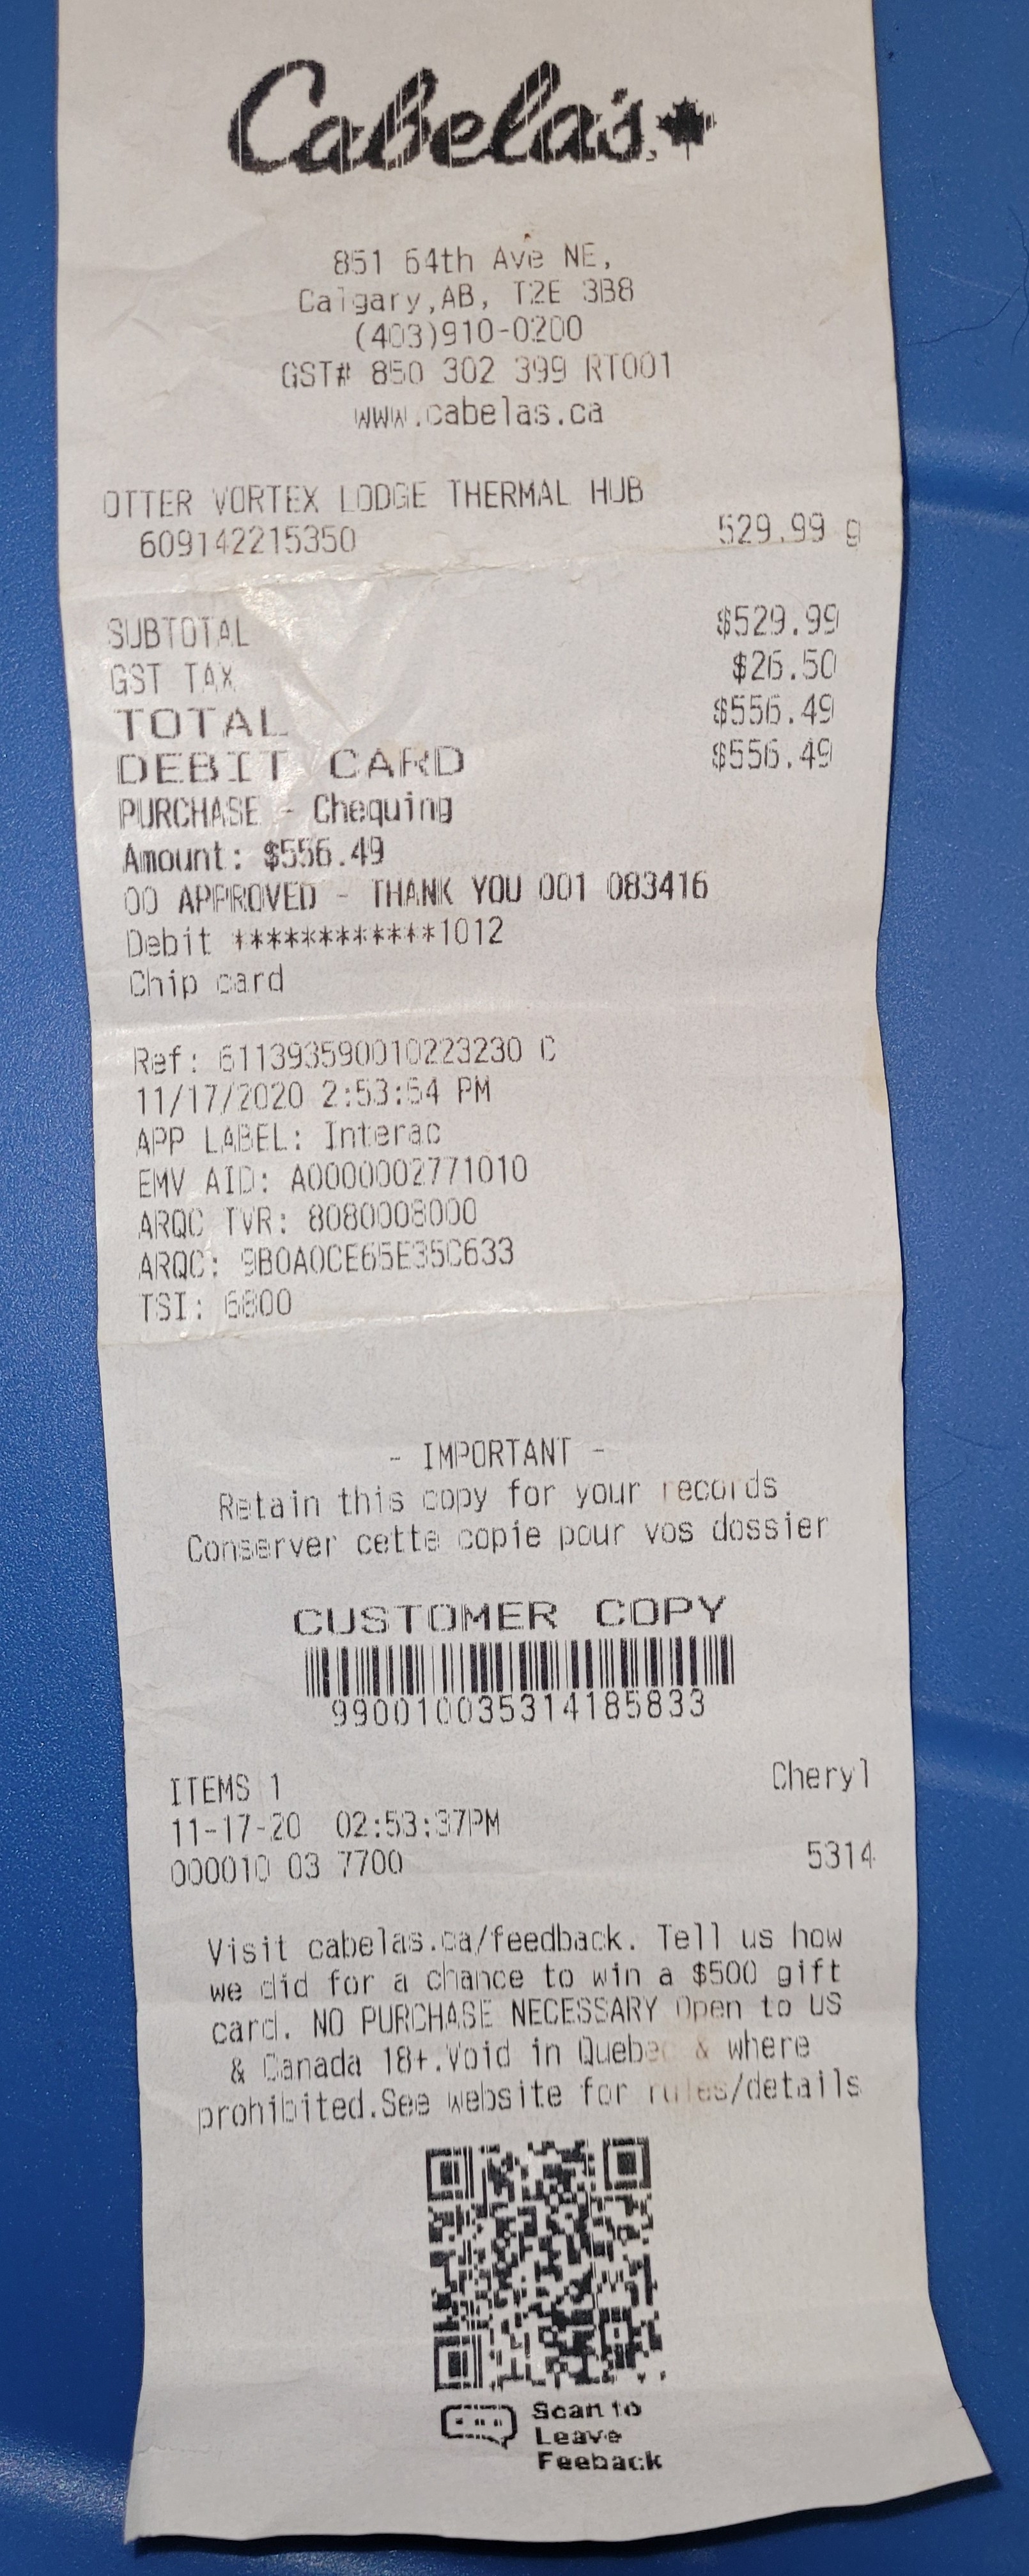 Cabela's
851 64th Ave NE,
Calgary,AB, T2E 3B8
(403)910-0200
GST# 850 302 399 RT001
www.cabelas.ca
OTTER VORTEX LODGE THERMAL HUB
609142215350 529.99 g
SUBTOTAL $529.99
GST TAX $26.50
TOTAL $556.49
DEBIT CARD $556.49
PURCHASE - Chequing
Amount: $556.49
00 APPROVED - THANK YOU 001 083416
Debit ************1012
Chip card
Ref: 611393590010223230 C
11/17/2020 2:53:54 PM
APP LABEL: Interac
EMV AID: A0000002771010
ARQC TVR: 8080008000
ARQC: 9B0A0CE65E35C633
TSI: 6800
- IMPORTANT -
Retain this copy for your records
Conserver cette copie pour vos dossier
CUSTOMER COPY
990010035314185833
ITEMS 1 Cheryl
11-17-20 02:53:37PM
000010 03 7700 5314
Visit cabelas.ca/feedback. Tell us how
we did for a chance to win a $500 gift
card. NO PURCHASE NECESSARY Open to US
& Canada 18+.Void in Quebec & where
prohibited.See website for rules/details
Scan to
Leave
Feeback